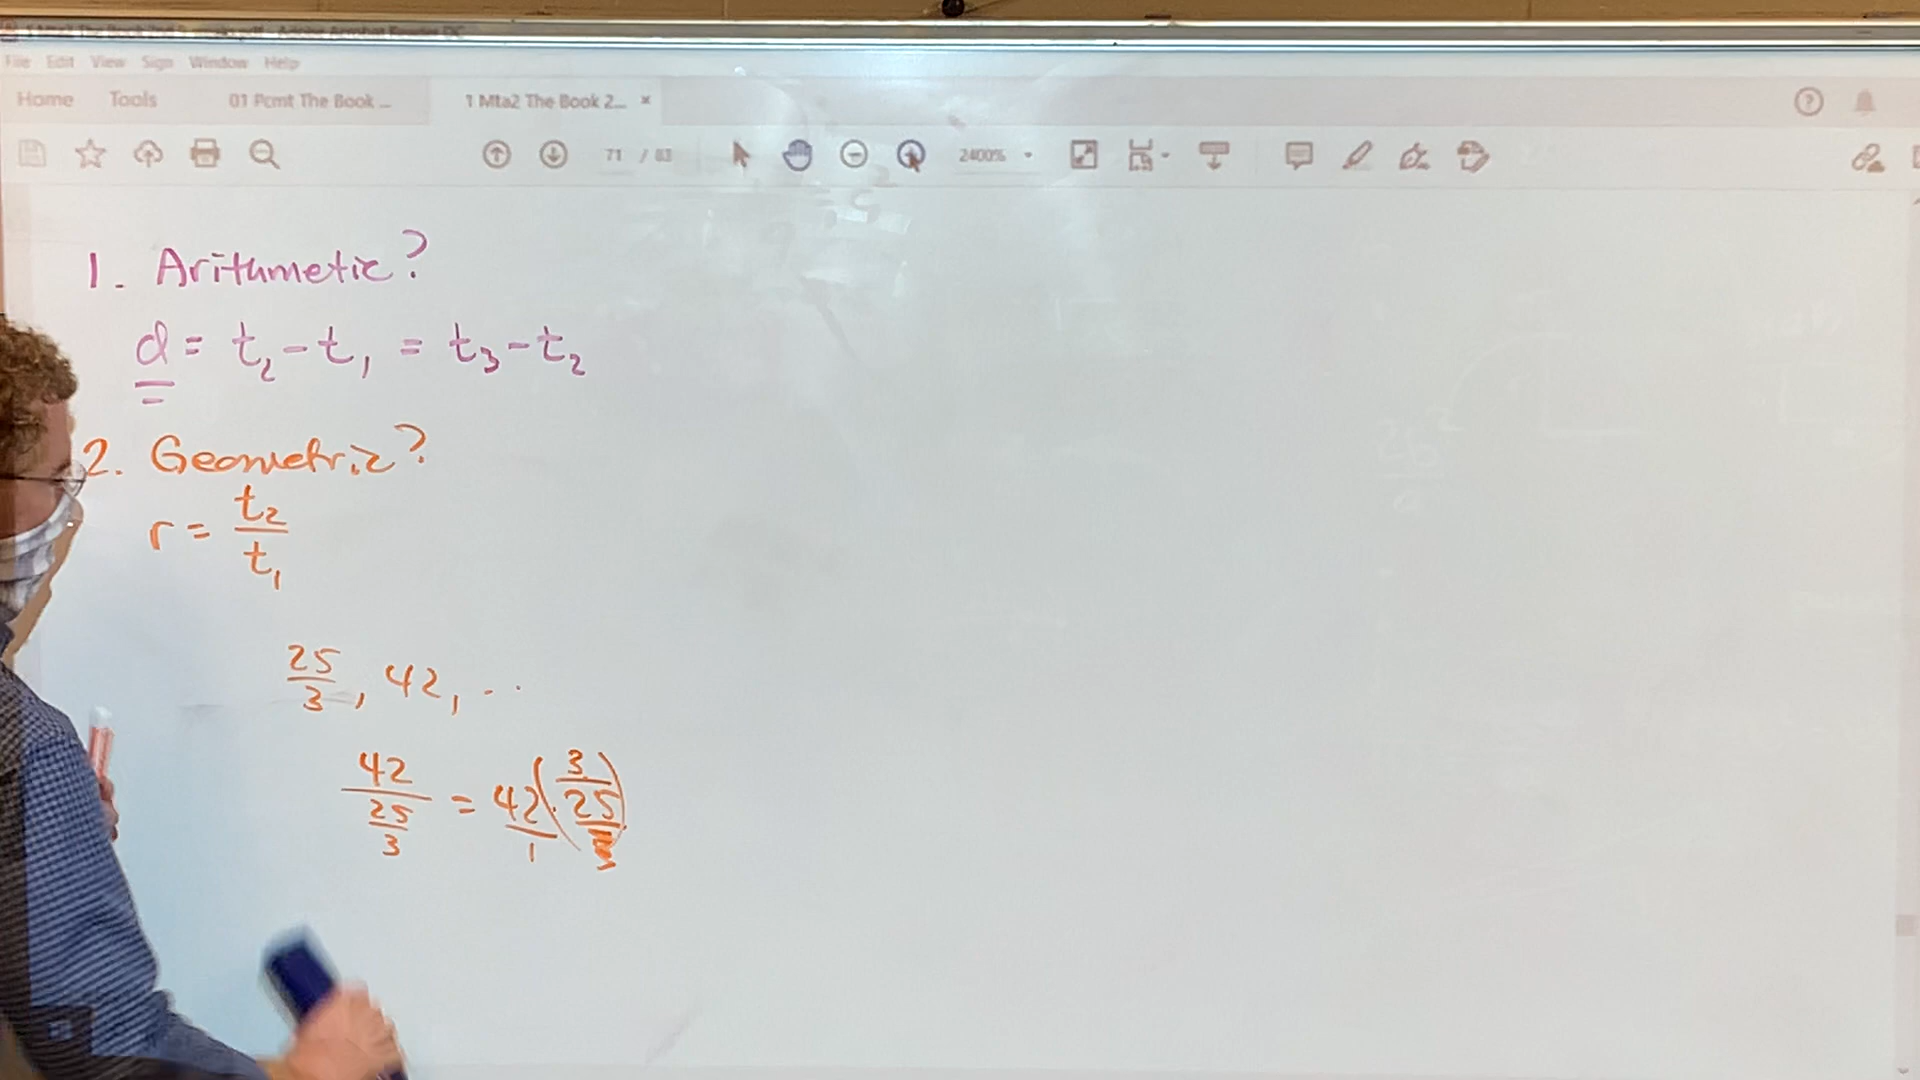 File Edit View Sign Window Help
Home Tools 01 Pcmt The Book ... 1 Mta2 The Book 2... ×
71 / 83 2400%
1. Arithmetic?
d = t₂ - t₁ = t₃ - t₂
2. Geometric?
r = t₂/t₁
25/3, 42, ...
42/(25/3) = 42/1 · (3/25)